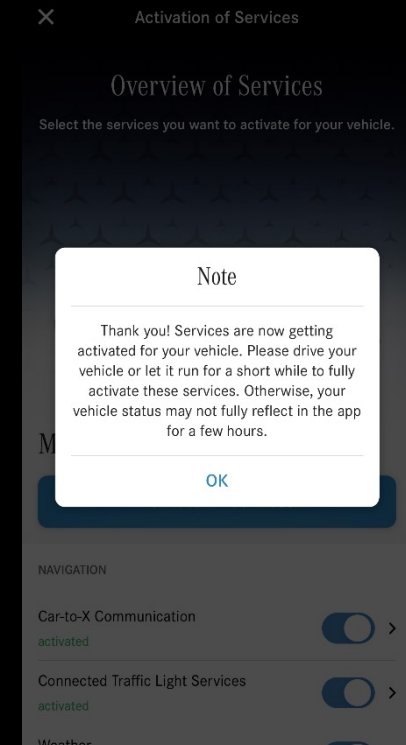 Activation of Services
Overview of Services
Select the services you want to activate for your vehicle.
Note
Thank you! Services are now getting
activated for your vehicle. Please drive your
vehicle or let it run for a short while to fully
activate these services. Otherwise, your
vehicle status may not fully reflect in the app
for a few hours.
M
OK
NAVIGATION
Car-to-X Communication
activated
Connected Traffic Light Services
activated
Weather